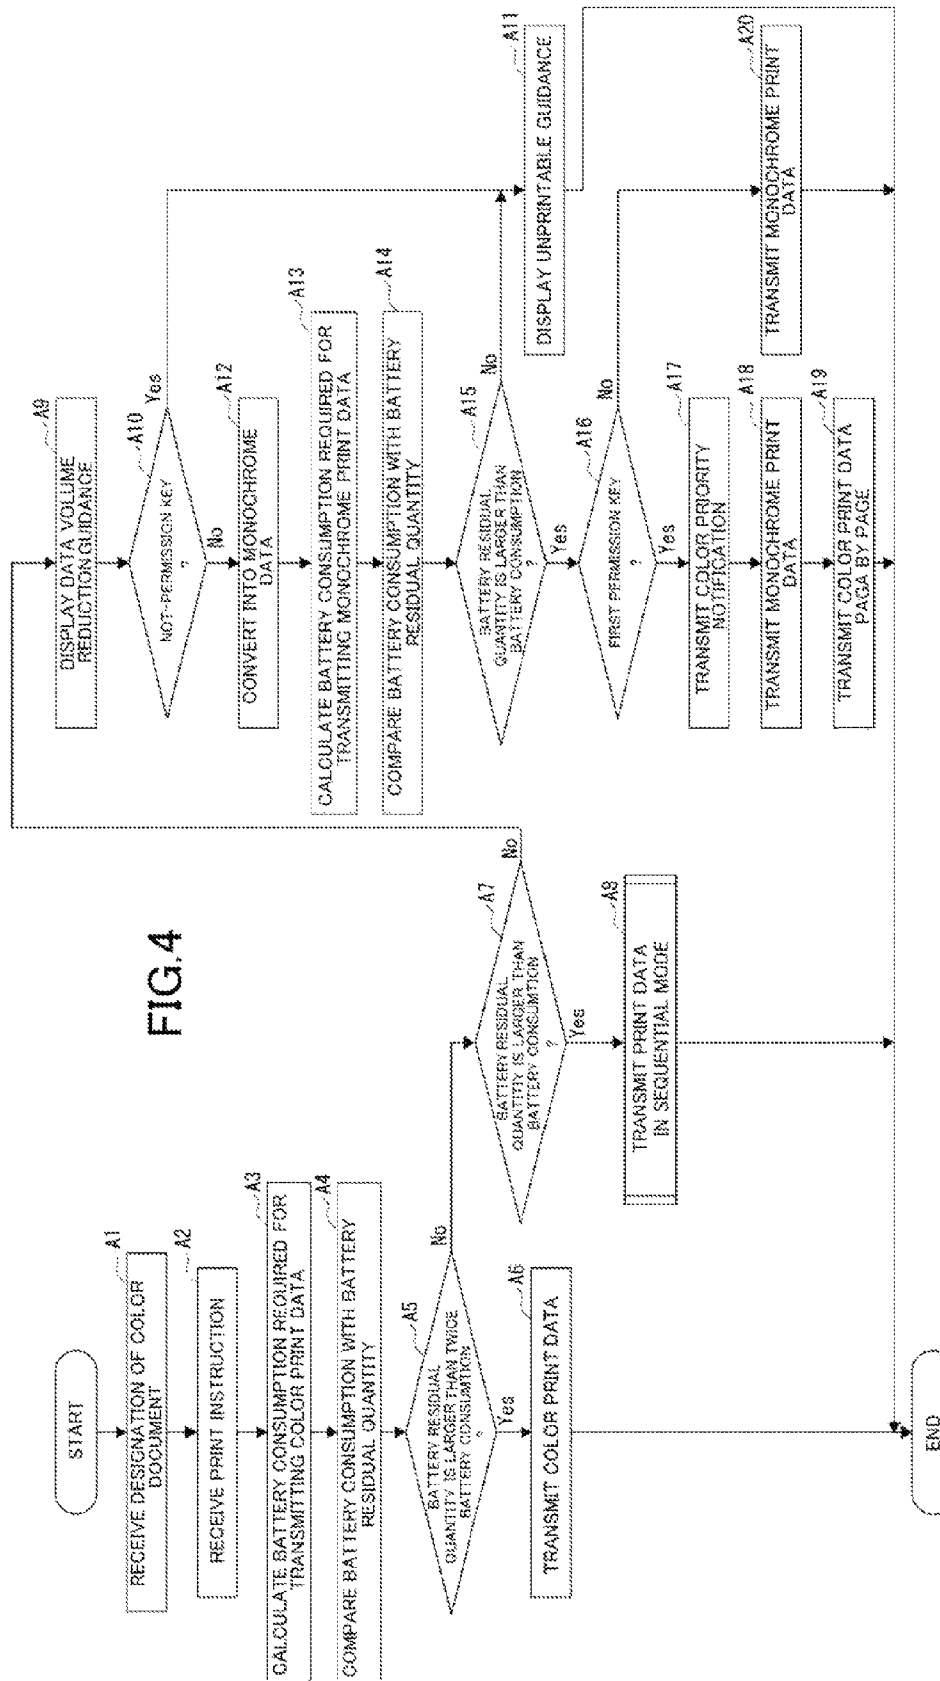 FIG.4
START
A1
RECEIVE DESIGNATION OF COLOR
DOCUMENT
A2
RECEIVE PRINT INSTRUCTION
A3
CALCULATE BATTERY CONSUMPTION REQUIRED FOR
TRANSMITTING COLOR PRINT DATA
A4
COMPARE BATTERY CONSUMPTION WITH BATTERY
RESIDUAL QUANTITY
A5
BATTERY RESIDUAL
QUANTITY IS LARGER THAN TWICE
BATTERY CONSUMTION
?
No
Yes
A6
TRANSMIT COLOR PRINT DATA
A7
BATTERY RESIDUAL
QUANTITY IS LARGER THAN
BATTERY CONSUMTION
?
No
Yes
A8
TRANSMIT PRINT DATA
IN SEQUENTIAL MODE
A9
DISPLAY DATA VOLUME
REDUCTION GUIDANCE
A10
NOT-PERMISSION KEY
?
Yes
No
A12
CONVERT INTO MONOCHROME
DATA
A13
CALCULATE BATTERY CONSUMPTION REQUIRED FOR
TRANSMITTING MONOCHROME PRINT DATA
A14
COMPARE BATTERY CONSUMPTION WITH BATTERY
RESIDUAL QUANTITY
A15
BATTERY RESIDUAL
QUANTITY IS LARGER THAN
BATTERY CONSUMPTION
?
No
Yes
A11
DISPLAY UNPRINTABLE GUIDANCE
A16
FIRST PERMISSION KEY
?
No
Yes
A17
TRANSMIT COLOR PRIORITY
NOTIFICATION
A18
TRANSMIT MONOCHROME PRINT
DATA
A19
TRANSMIT COLOR PRINT DATA
PAGA BY PAGE
A20
TRANSMIT MONOCHROME PRINT
DATA
END